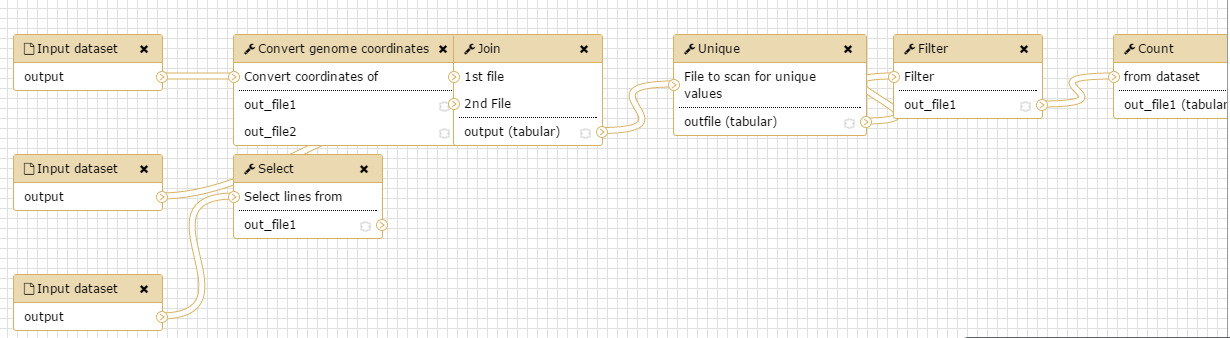 Input dataset
output
Convert genome coordinates
Convert coordinates of
out_file1
out_file2
Join
1st file
2nd File
output (tabular)
Unique
File to scan for unique
values
outfile (tabular)
Filter
Filter
out_file1
Count
from dataset
out_file1 (tabular
Input dataset
output
Select
Select lines from
out_file1
Input dataset
output